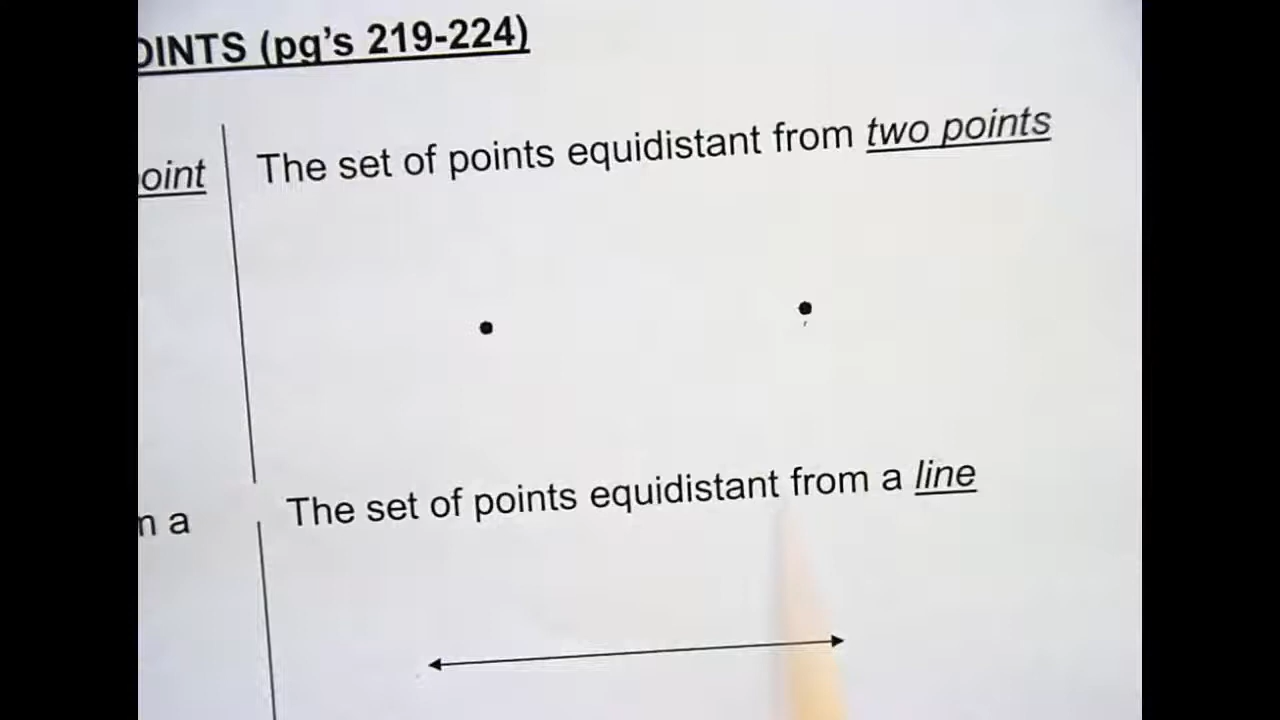 OINTS (pg's 219-224)
oint
The set of points equidistant from two points
n a
The set of points equidistant from a line